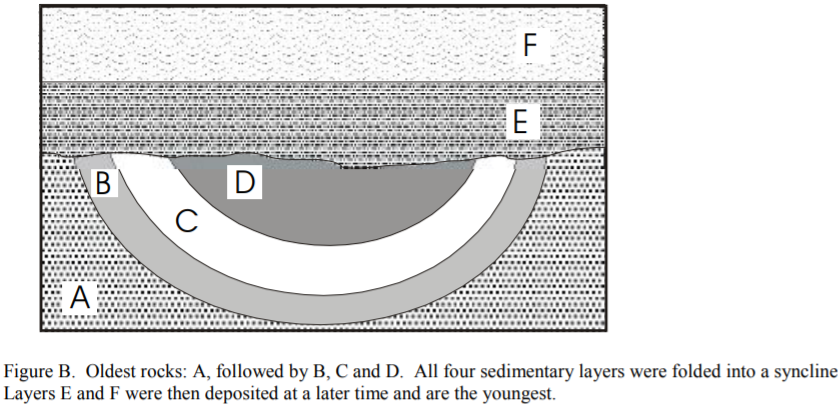 F
E
B
D
C
A
Figure B.  Oldest rocks: A, followed by B, C and D.  All four sedimentary layers were folded into a syncline
Layers E and F were then deposited at a later time and are the youngest.